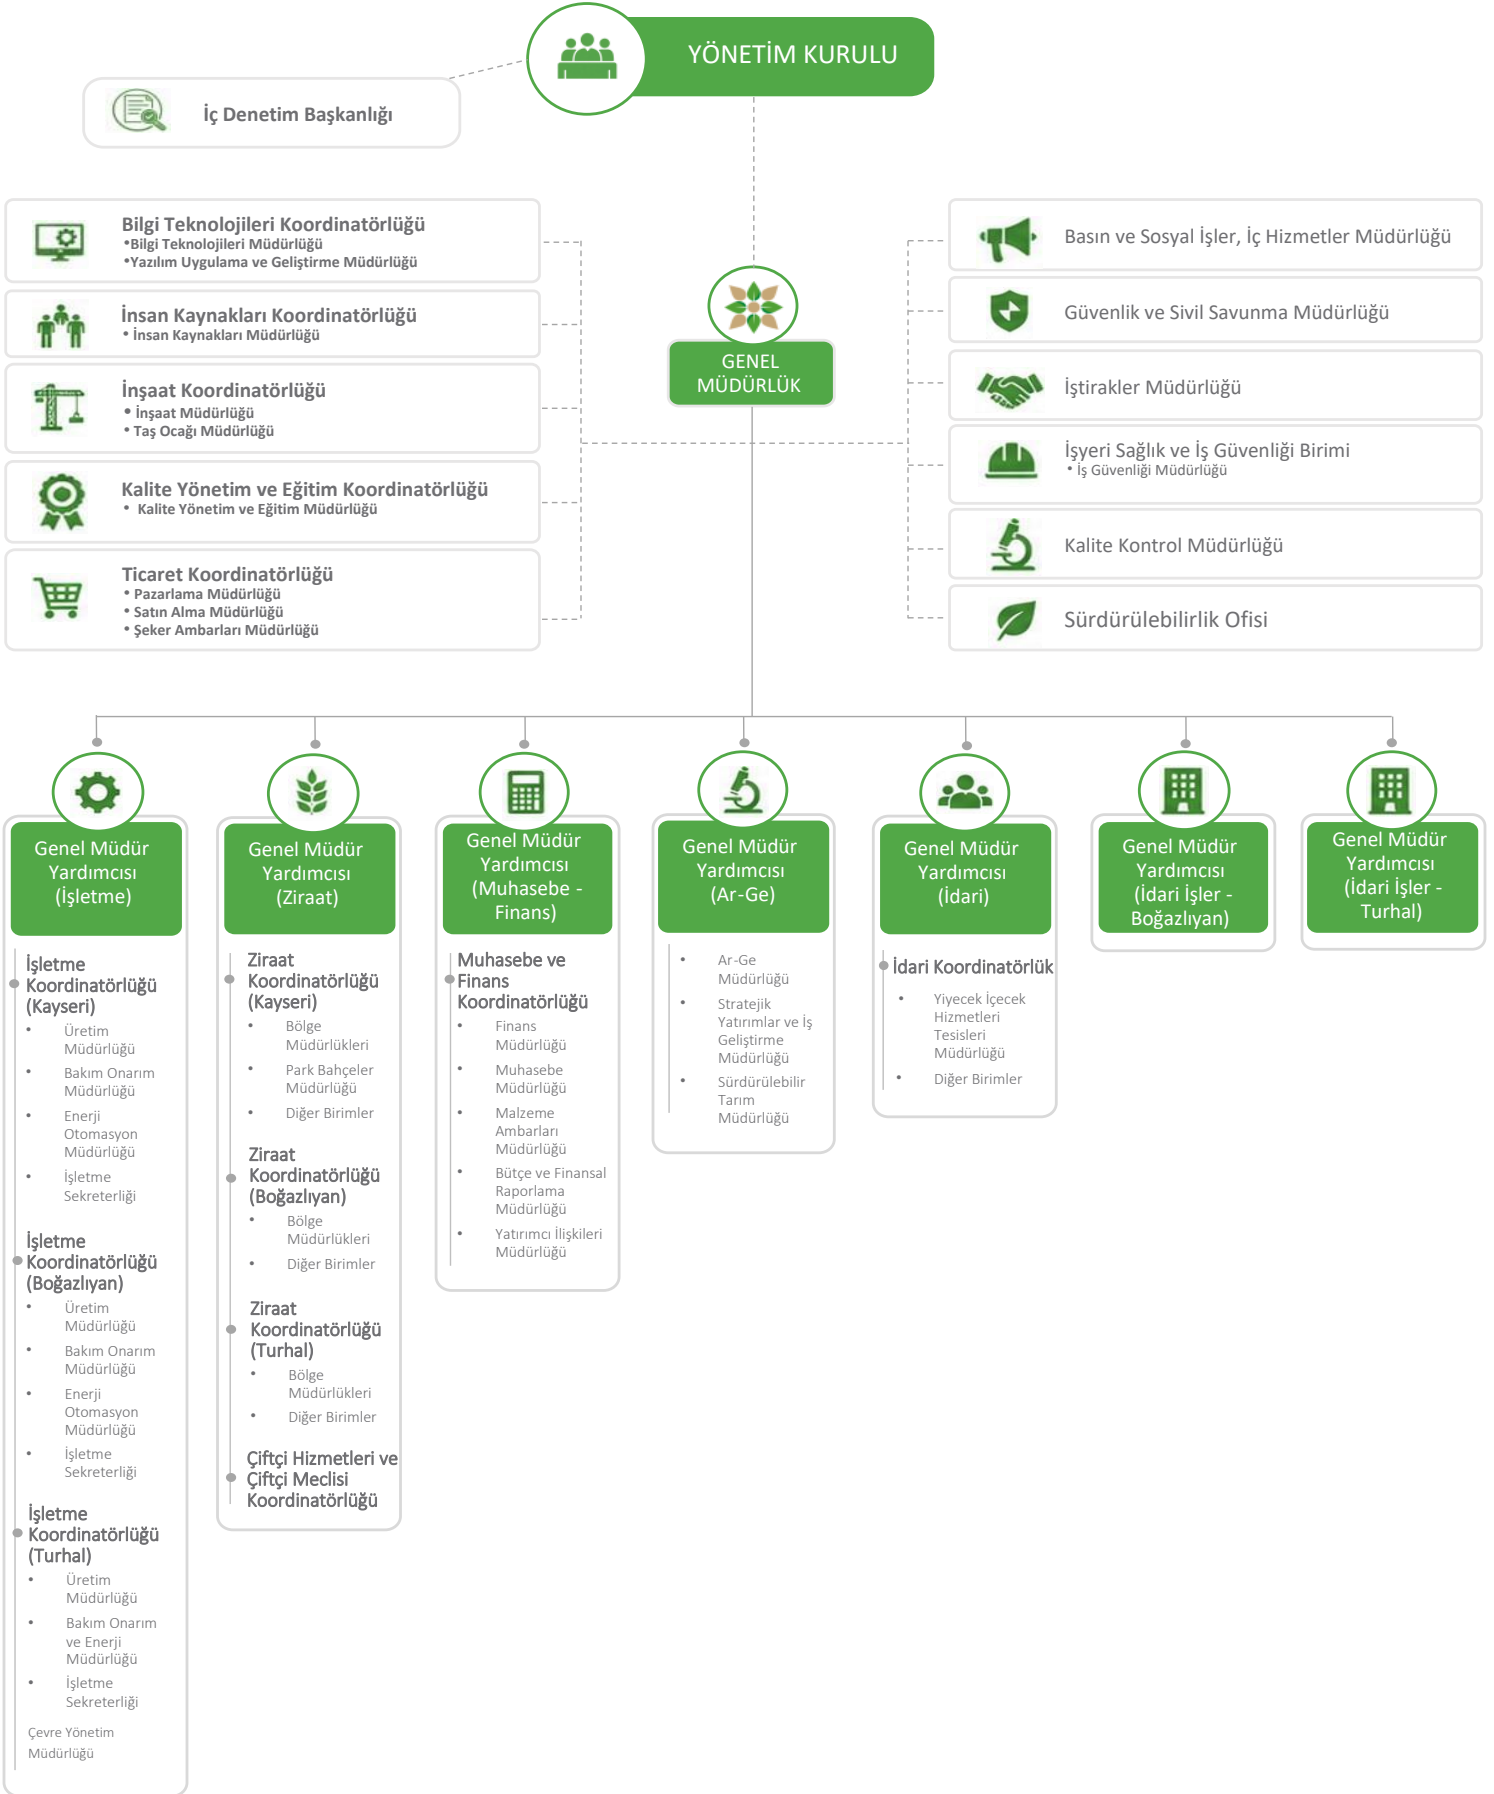 YÖNETİM KURULU
İç Denetim Başkanlığı
Bilgi Teknolojileri Koordinatörlüğü
•Bilgi Teknolojileri Müdürlüğü
•Yazılım Uygulama ve Geliştirme Müdürlüğü
İnsan Kaynakları Koordinatörlüğü
• İnsan Kaynakları Müdürlüğü
İnşaat Koordinatörlüğü
• İnşaat Müdürlüğü
• Taş Ocağı Müdürlüğü
Kalite Yönetim ve Eğitim Koordinatörlüğü
• Kalite Yönetim ve Eğitim Müdürlüğü
Ticaret Koordinatörlüğü
• Pazarlama Müdürlüğü
• Satın Alma Müdürlüğü
• Şeker Ambarları Müdürlüğü
GENEL
MÜDÜRLÜK
Basın ve Sosyal İşler, İç Hizmetler Müdürlüğü
Güvenlik ve Sivil Savunma Müdürlüğü
İştirakler Müdürlüğü
İşyeri Sağlık ve İş Güvenliği Birimi
• İş Güvenliği Müdürlüğü
Kalite Kontrol Müdürlüğü
Sürdürülebilirlik Ofisi
Genel Müdür
Yardımcısı
(İşletme)
İşletme
Koordinatörlüğü
(Kayseri)
• Üretim
Müdürlüğü
• Bakım Onarım
Müdürlüğü
• Enerji
Otomasyon
Müdürlüğü
• İşletme
Sekreterliği
İşletme
Koordinatörlüğü
(Boğazlıyan)
• Üretim
Müdürlüğü
• Bakım Onarım
Müdürlüğü
• Enerji
Otomasyon
Müdürlüğü
• İşletme
Sekreterliği
İşletme
Koordinatörlüğü
(Turhal)
• Üretim
Müdürlüğü
• Bakım Onarım
ve Enerji
Müdürlüğü
• İşletme
Sekreterliği
Çevre Yönetim
Müdürlüğü
Genel Müdür
Yardımcısı
(Ziraat)
Ziraat
Koordinatörlüğü
(Kayseri)
• Bölge
Müdürlükleri
• Park Bahçeler
Müdürlüğü
• Diğer Birimler
Ziraat
Koordinatörlüğü
(Boğazlıyan)
• Bölge
Müdürlükleri
• Diğer Birimler
Ziraat
Koordinatörlüğü
(Turhal)
• Bölge
Müdürlükleri
• Diğer Birimler
Çiftçi Hizmetleri ve
Çiftçi Meclisi
Koordinatörlüğü
Genel Müdür
Yardımcısı
(Muhasebe -
Finans)
Muhasebe ve
Finans
Koordinatörlüğü
• Finans
Müdürlüğü
• Muhasebe
Müdürlüğü
• Malzeme
Ambarları
Müdürlüğü
• Bütçe ve Finansal
Raporlama
Müdürlüğü
• Yatırımcı İlişkileri
Müdürlüğü
Genel Müdür
Yardımcısı
(Ar-Ge)
• Ar-Ge
Müdürlüğü
• Stratejik
Yatırımlar ve İş
Geliştirme
Müdürlüğü
• Sürdürülebilir
Tarım
Müdürlüğü
Genel Müdür
Yardımcısı
(İdari)
İdari Koordinatörlük
• Yiyecek İçecek
Hizmetleri
Tesisleri
Müdürlüğü
• Diğer Birimler
Genel Müdür
Yardımcısı
(İdari İşler -
Boğazlıyan)
Genel Müdür
Yardımcısı
(İdari İşler -
Turhal)